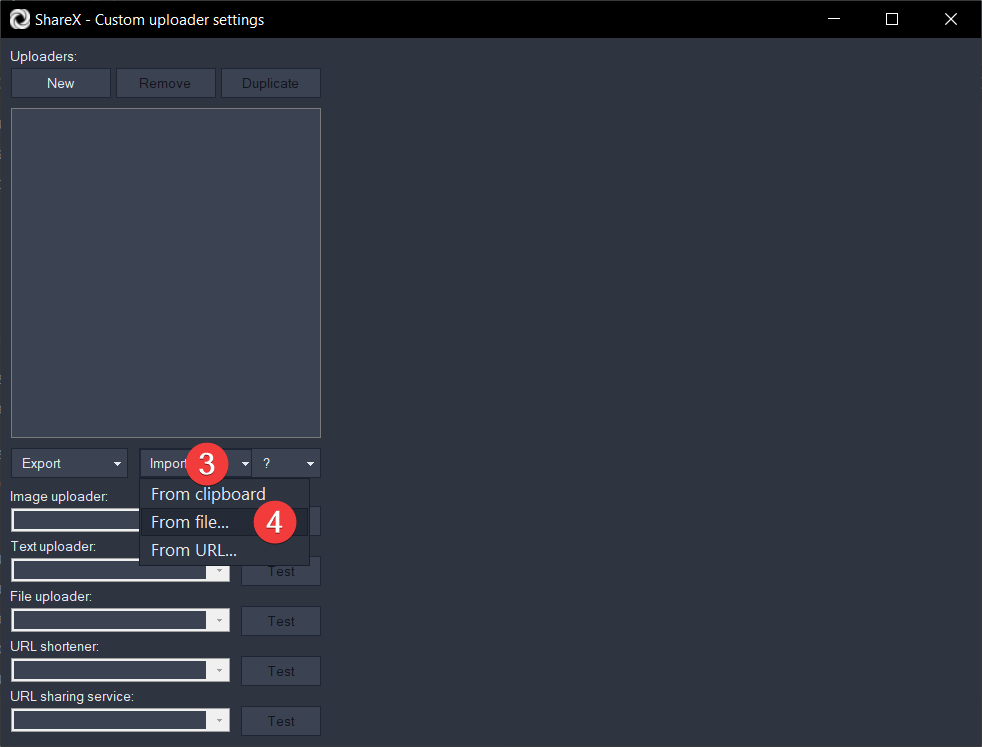 ShareX - Custom uploader settings
Uploaders:
New Remove Duplicate
Export Import 3 ?
From clipboard
Image uploader:
From file... 4
Text uploader:
From URL...
Test
File uploader:
Test
URL shortener:
Test
URL sharing service:
Test